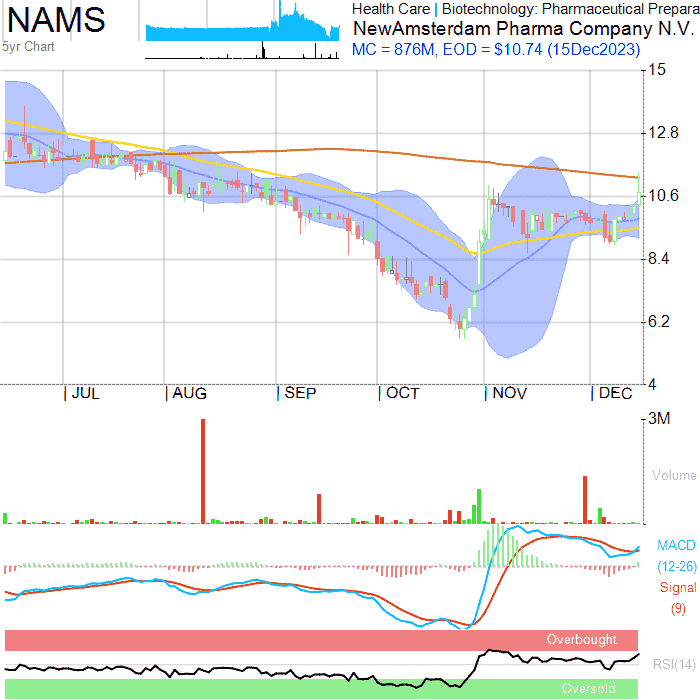 NAMS
5yr Chart
Health Care | Biotechnology: Pharmaceutical Prepara
NewAmsterdam Pharma Company N.V.
MC = 876M, EOD = $10.74 (15Dec2023)
15
12.8
10.6
8.4
6.2
4
| JUL | AUG | SEP | OCT | NOV | DEC
3M
Volume
MACD
(12-26)
Signal
(9)
Overbought
RSI(14)
Oversold